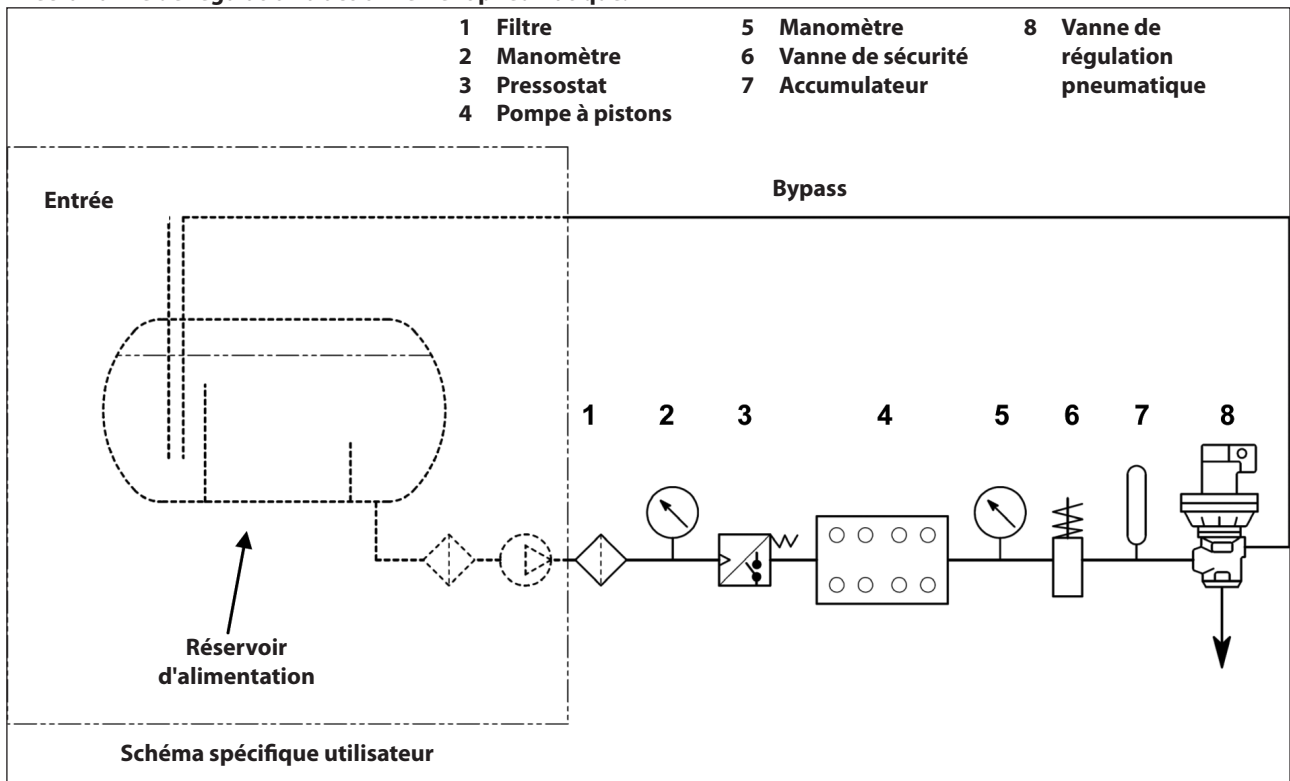 1 Filtre
2 Manomètre
3 Pressostat
4 Pompe à pistons
5 Manomètre
6 Vanne de sécurité
7 Accumulateur
8 Vanne de
régulation
pneumatique
Entrée
Bypass
1 2 3 4 5 6 7 8
Réservoir
d'alimentation
Schéma spécifique utilisateur